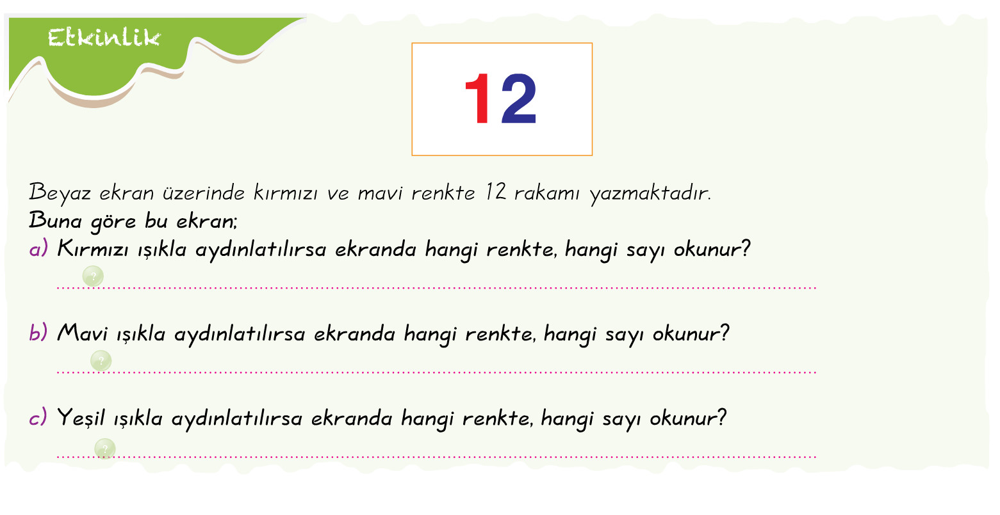 Etkinlik
12
Beyaz ekran üzerinde kırmızı ve mavi renkte 12 rakamı yazmaktadır.
Buna göre bu ekran;
a) Kırmızı ışıkla aydınlatılırsa ekranda hangi renkte, hangi sayı okunur?
?
b) Mavi ışıkla aydınlatılırsa ekranda hangi renkte, hangi sayı okunur?
?
c) Yeşil ışıkla aydınlatılırsa ekranda hangi renkte, hangi sayı okunur?
?